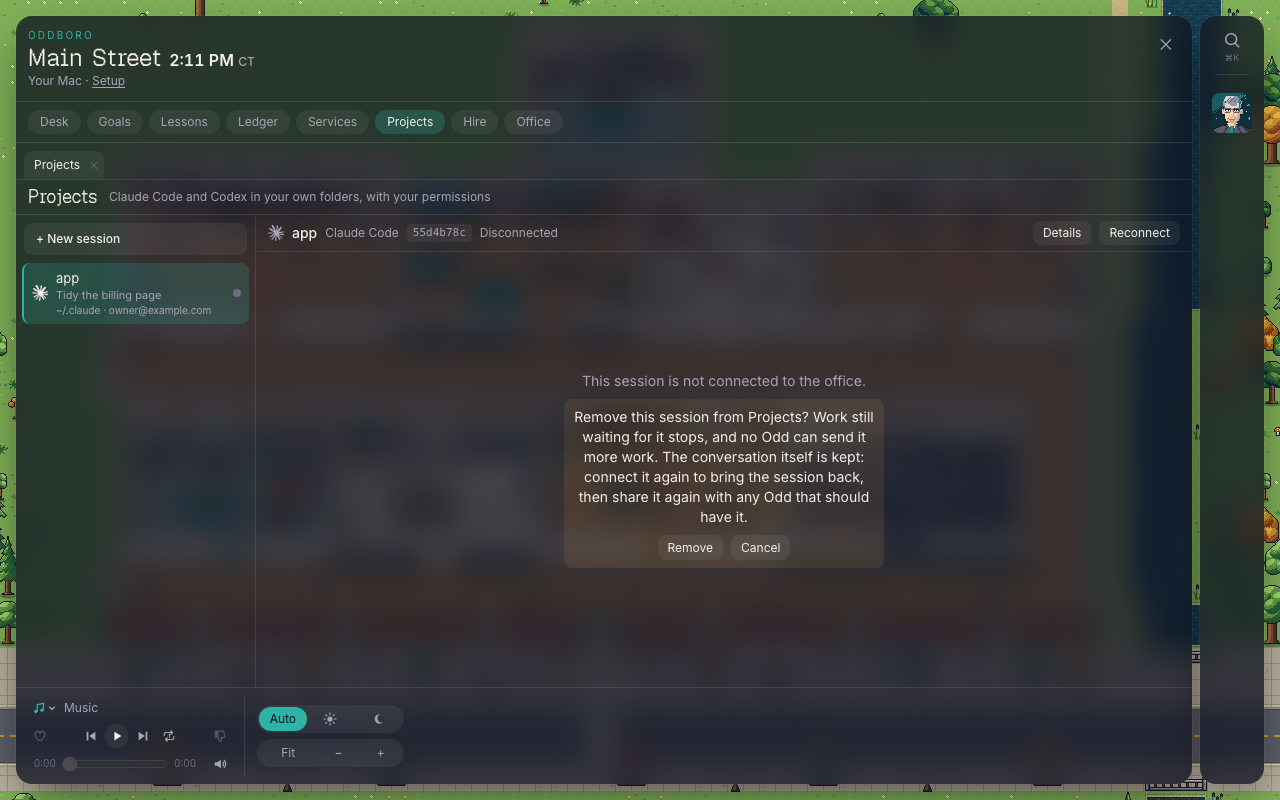 ODDBORO
Main Street 2:11 PM CT
Your Mac · Setup
⌘K
Desk Goals Lessons Ledger Services Projects Hire Office
Projects
Projects Claude Code and Codex in your own folders, with your permissions
+ New session
app
Tidy the billing page
~/.claude · owner@example.com
app Claude Code 55d4b78c Disconnected Details Reconnect
This session is not connected to the office.
Remove this session from Projects? Work still
waiting for it stops, and no Odd can send it
more work. The conversation itself is kept:
connect it again to bring the session back,
then share it again with any Odd that should
have it.
Remove Cancel
Music
0:00 0:00
Auto
Fit − +